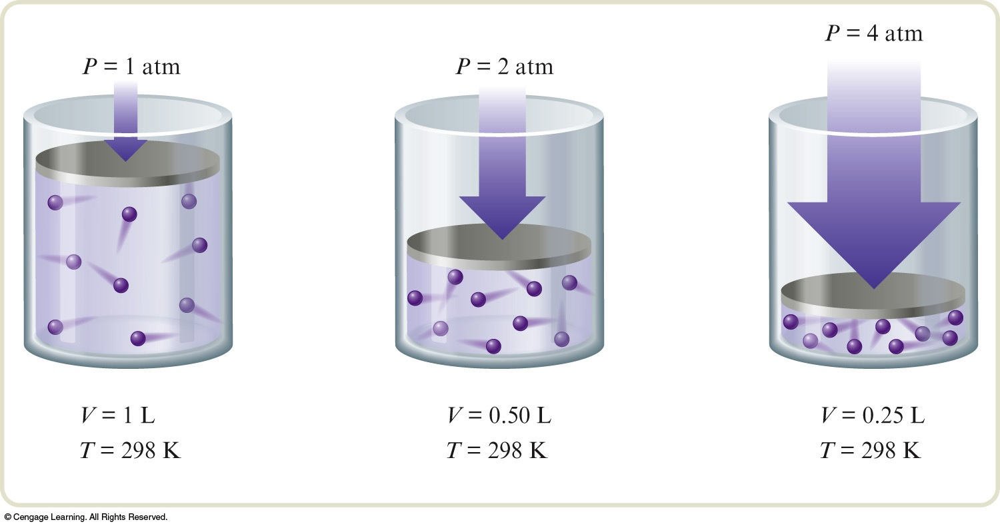 P = 1 atm
P = 2 atm
P = 4 atm
V = 1 L
T = 298 K
V = 0.50 L
T = 298 K
V = 0.25 L
T = 298 K
© Cengage Learning. All Rights Reserved.